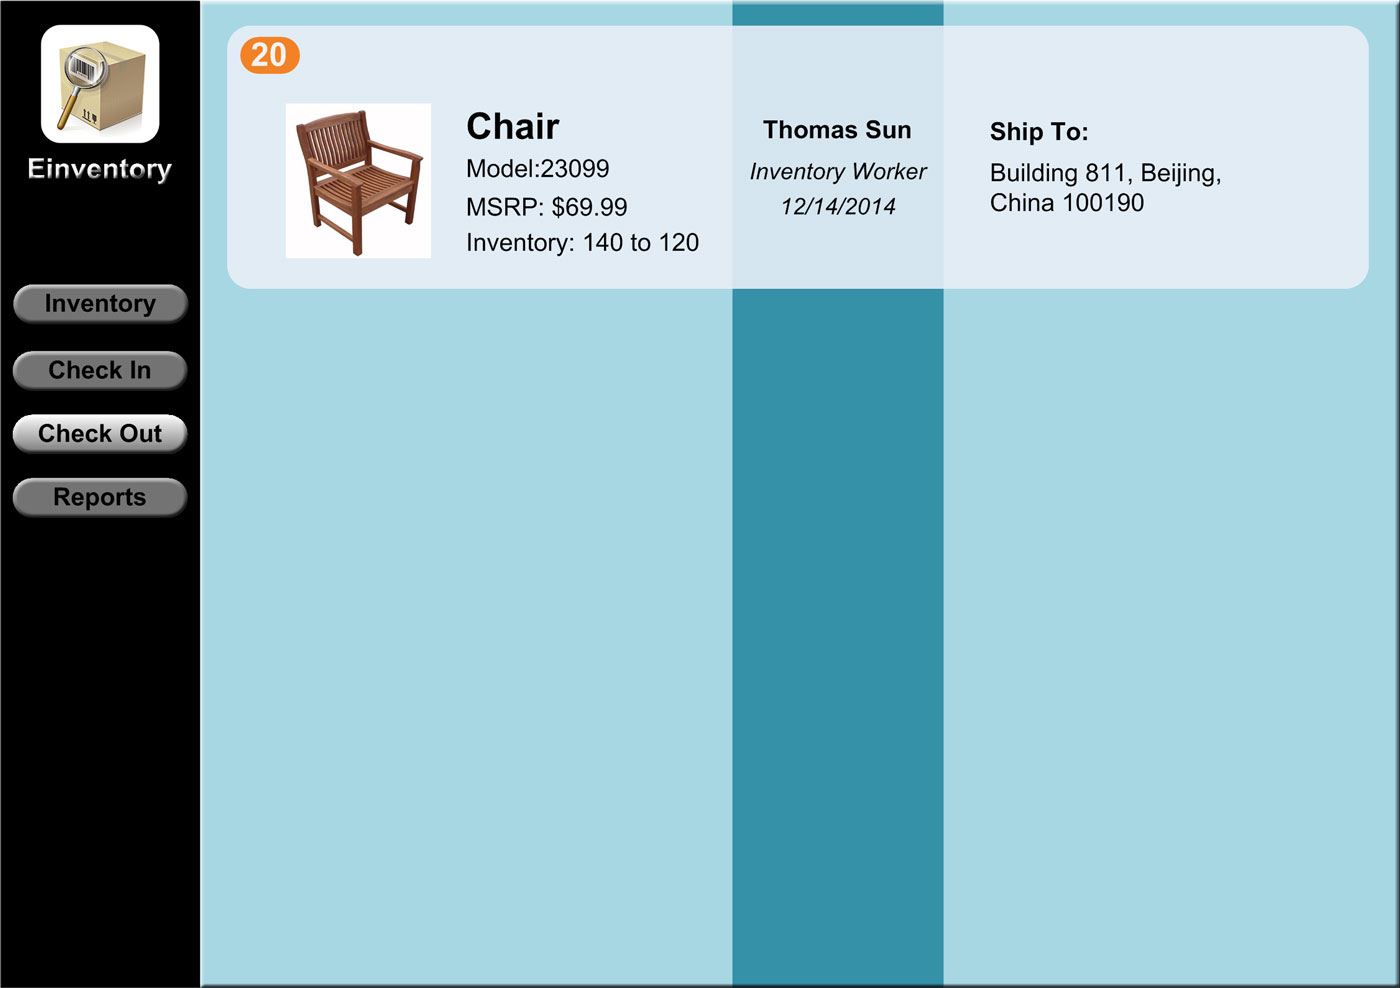 Einventory
Inventory
Check In
Check Out
Reports
20
Chair
Model:23099
MSRP: $69.99
Inventory: 140 to 120
Thomas Sun
Inventory Worker
12/14/2014
Ship To:
Building 811, Beijing,
China 100190